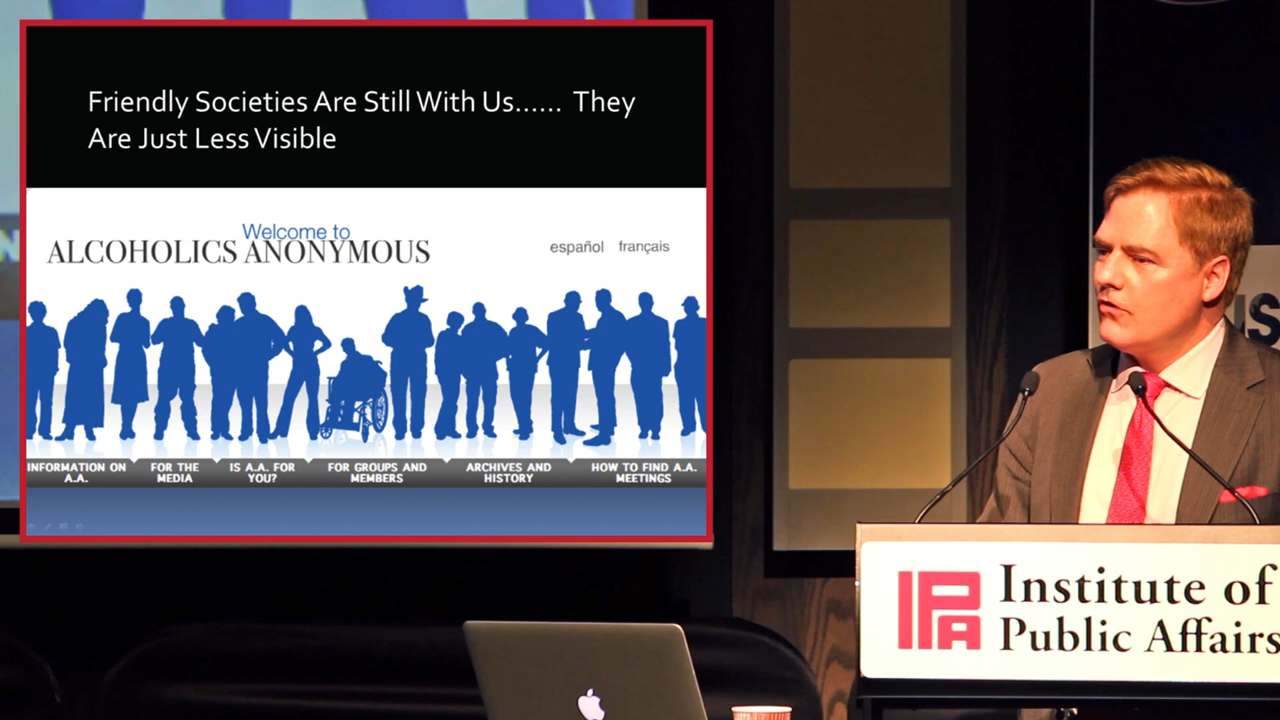 Friendly Societies Are Still With Us...... They
Are Just Less Visible
Welcome to
ALCOHOLICS ANONYMOUS
español français
INFORMATION ON
A.A.
FOR THE
MEDIA
IS A.A. FOR
YOU?
FOR GROUPS AND
MEMBERS
ARCHIVES AND
HISTORY
HOW TO FIND A.A.
MEETINGS
IPA
Institute of
Public Affairs